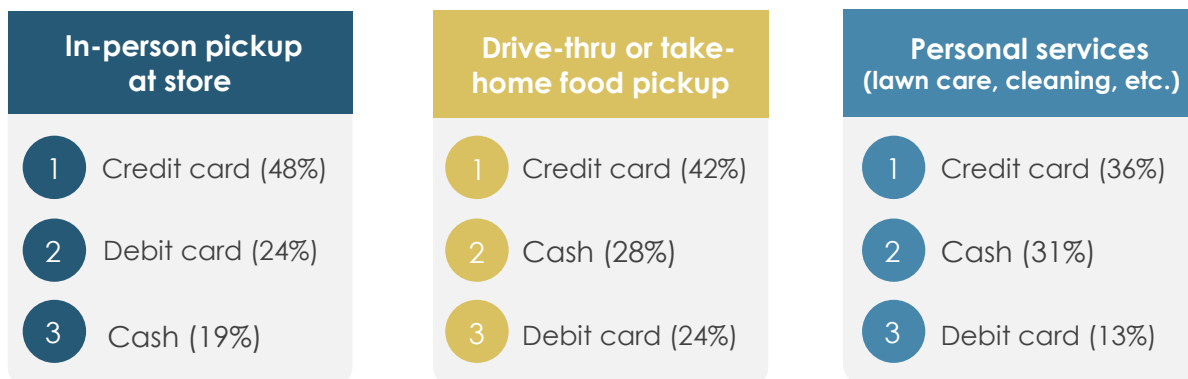 In-person pickup
at store
1 Credit card (48%)
2 Debit card (24%)
3 Cash (19%)
Drive-thru or take-
home food pickup
1 Credit card (42%)
2 Cash (28%)
3 Debit card (24%)
Personal services
(lawn care, cleaning, etc.)
1 Credit card (36%)
2 Cash (31%)
3 Debit card (13%)